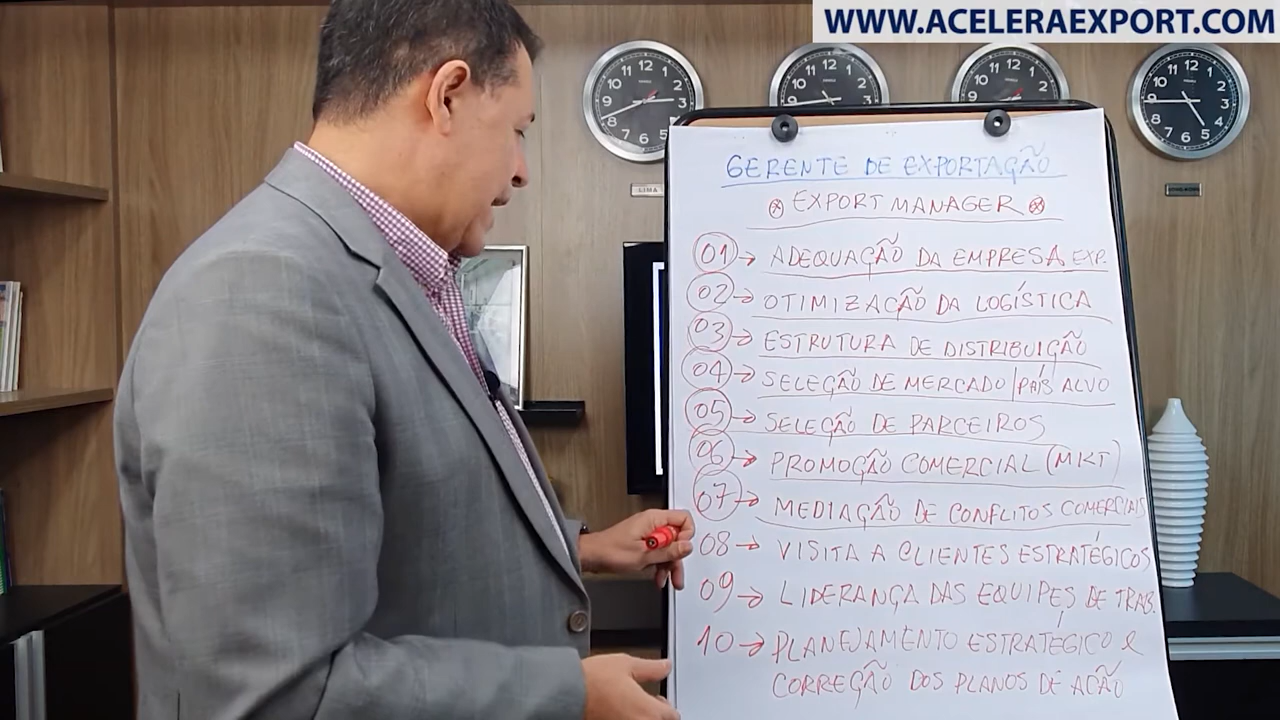 WWW.ACELERAEXPORT.COM
GERENTE DE EXPORTAÇÃO
EXPORT MANAGER
01 → ADEQUAÇÃO DA EMPRESA EXP.
02 → OTIMIZAÇÃO DA LOGÍSTICA
03 → ESTRUTURA DE DISTRIBUIÇÃO
04 → SELEÇÃO DE MERCADO/PAÍS ALVO
05 → SELEÇÃO DE PARCEIROS
06 → PROMOÇÃO COMERCIAL (MKT)
07 → MEDIAÇÃO DE CONFLITOS COMERCIAIS
08 → VISITA A CLIENTES ESTRATÉGICOS
09 → LIDERANÇA DAS EQUIPES DE TRAB.
10 → PLANEJAMENTO ESTRATÉGICO &
CORREÇÃO DOS PLANOS DE AÇÃO
LIMA